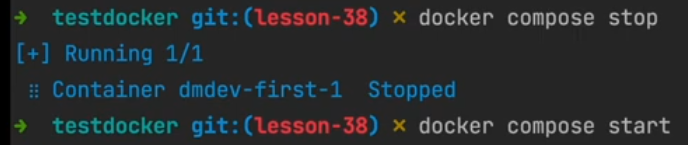 → testdocker git:(lesson-38) × docker compose stop
[+] Running 1/1
⠿ Container dmdev-first-1 Stopped
→ testdocker git:(lesson-38) × docker compose start